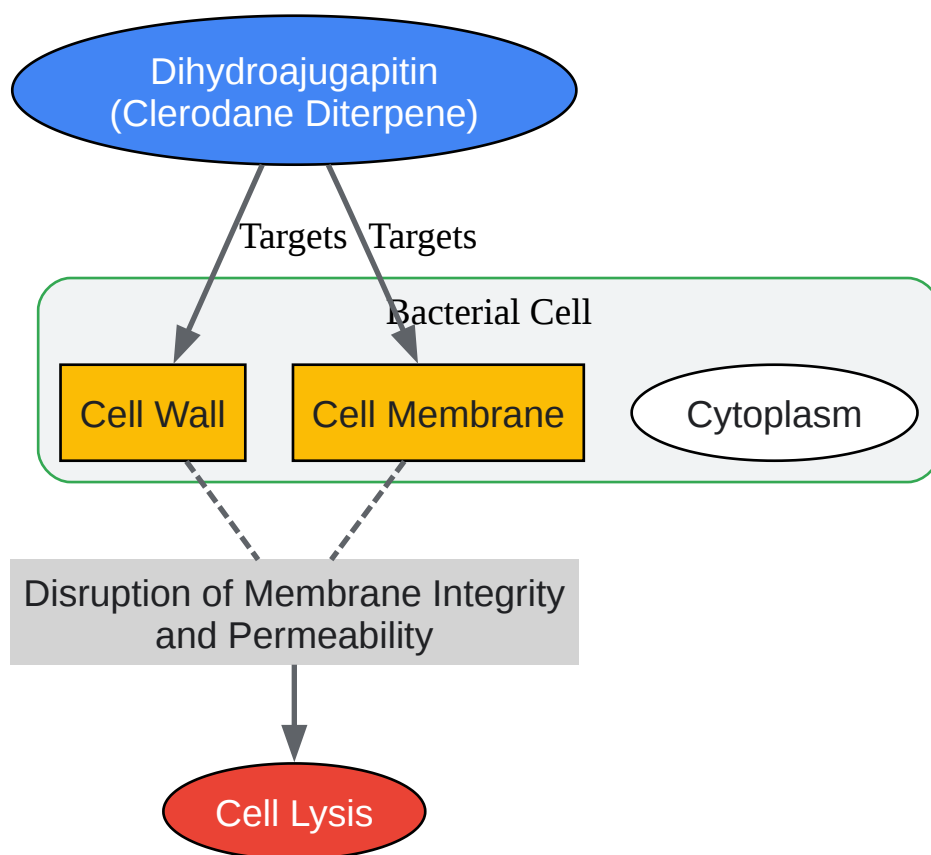 Dihydroajugapitin
(Clerodane Diterpene)
Targets
Targets
Bacterial Cell
Cell Wall
Cell Membrane
Cytoplasm
Disruption of Membrane Integrity
and Permeability
Cell Lysis